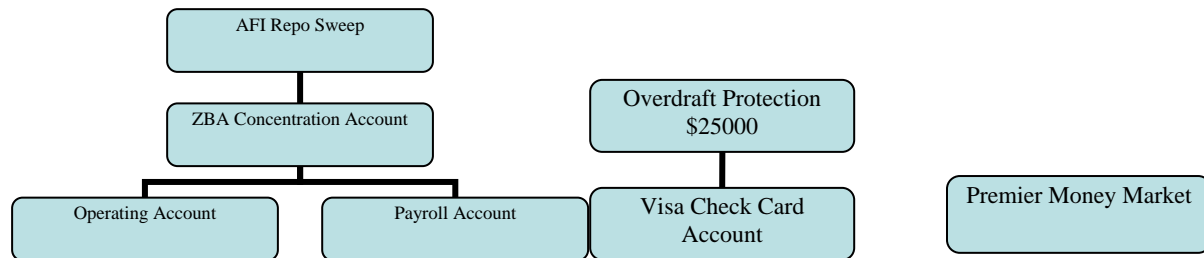 AFI Repo Sweep
ZBA Concentration Account
Overdraft Protection
$25000
Operating Account
Payroll Account
Visa Check Card
Account
Premier Money Market